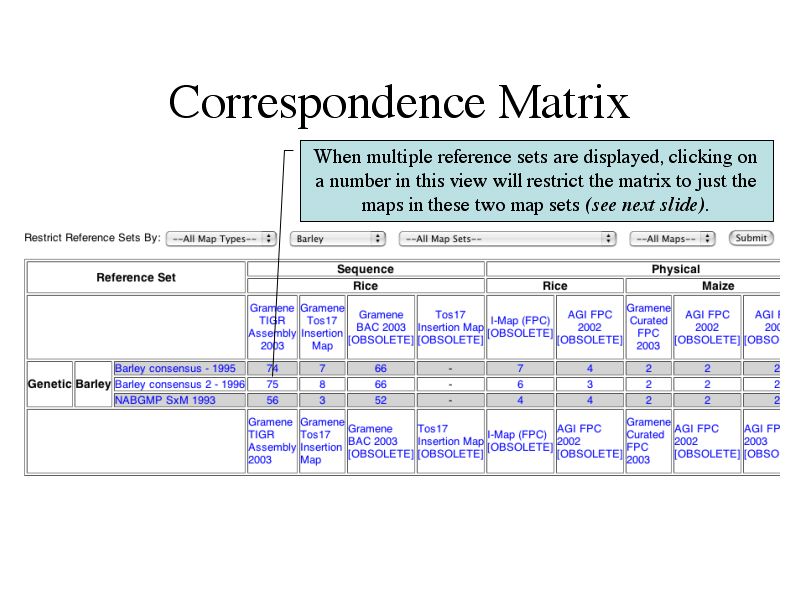 Correspondence Matrix
When multiple reference sets are displayed, clicking on
a number in this view will restrict the matrix to just the
maps in these two map sets (see next slide).
Restrict Reference Sets By: --All Map Types-- Barley --All Map Sets-- --All Maps-- Submit
Reference Set Sequence Physical
Rice Rice Maize
Gramene TIGR Assembly 2003 Gramene Tos17 Insertion Map Gramene BAC 2003 [OBSOLETE] Tos17 Insertion Map [OBSOLETE] I-Map (FPC) [OBSOLETE] AGI FPC 2002 [OBSOLETE] Gramene Curated FPC 2003 AGI FPC 2002 [OBSOLETE] AGI
Genetic Barley Barley consensus - 1995 74 7 66 - 7 4 2 2 2
Barley consensus 2 - 1996 75 8 66 - 6 3 2 2 2
NABGMP SxM 1993 56 3 52 - 4 4 2 2 2
Gramene TIGR Assembly 2003 Gramene Tos17 Insertion Map Gramene BAC 2003 [OBSOLETE] Tos17 Insertion Map [OBSOLETE] I-Map (FPC) [OBSOLETE] AGI FPC 2002 [OBSOLETE] Gramene Curated FPC 2003 AGI FPC 2002 [OBSOLETE] AGI FP 2003 [OBSO